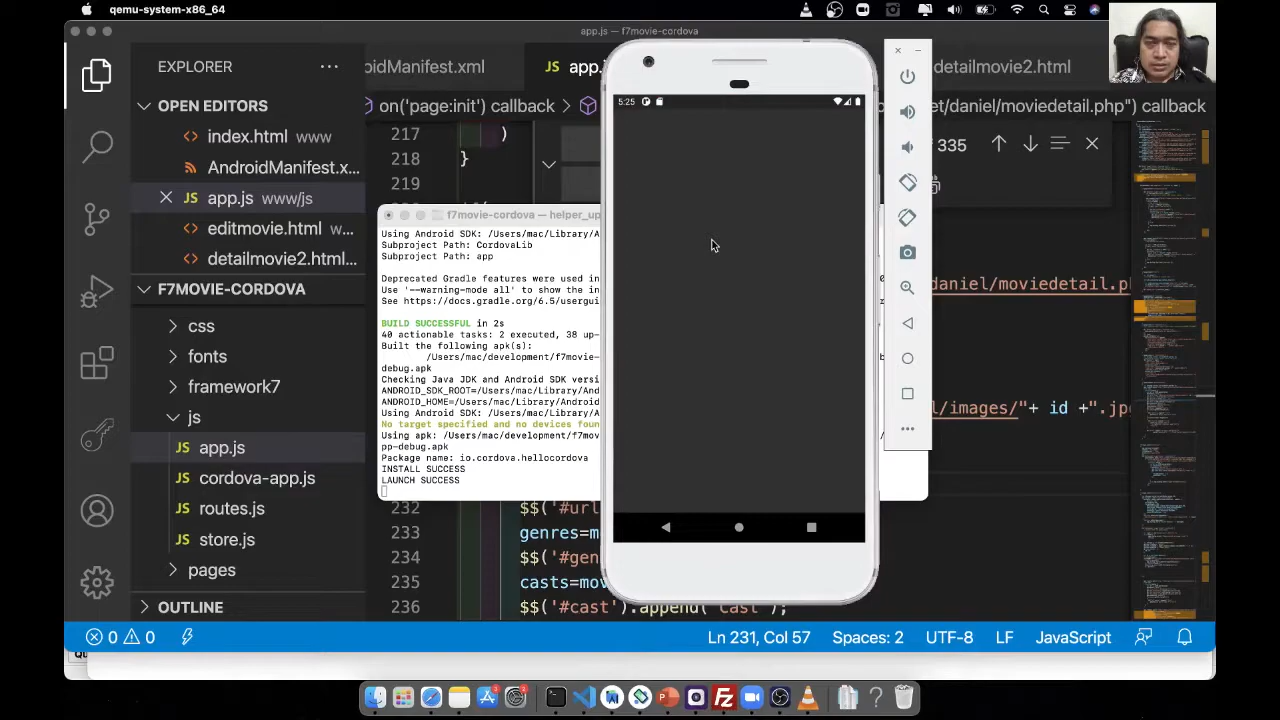 qemu-system-x86_64
app.js — f7movie-cordova
EXPLORER
oidManifest.xml
JS app.
detailmovie2.html
OPEN EDITORS
on('page:init') callback
et/daniel/moviedetail.php") callback
index.html www
AndroidManifest.x...
app.js www/js
editmovie.html w...
detailmovie2.html...
F7MOVIE-CORDOVA
css
fonts
framework7
js
JS app.js
JS cordova-app.js
JS routes.js
JS store.js
pages
OUTLINE
217 )
218
219
335
5:25
f7movie-cordova — helper_up
Using Android SDK: /Users/mac/Library/A
Subproject Path: CordovaLib
Subproject Path: app
Deprecated Gradle features were used in
Use '--warning-mode all' to show the in
See https://docs.gradle.org/6.5/usergui
BUILD SUCCESSFUL in 2s
40 actionable tasks: 2 executed, 38 up-
Built the following apk(s):
/Users/mac/development/f7movie-
debug.apk
Checking Java JDK and Android SDK versi
ANDROID_SDK_ROOT=/Users/mac/Library/And
ANDROID_HOME=/Users/mac/Library/Android
Using Android SDK: /Users/mac/Library/A
No target specified and no devices foun
Using apk: /Users/mac/development/f7mov
pp-debug.apk
Package name: io.cordova.hellocordova
INSTALL SUCCESS
LAUNCH SUCCESS
daniel/moviedetail.ph
l/images/"+ id +".jpg
232 $$('#url
233 genres=m
234 $$('#gen
235 casts=mov
236 $$('#cast').append("Cast");
0 0
Ln 231, Col 57
Spaces: 2
UTF-8
LF
JavaScript